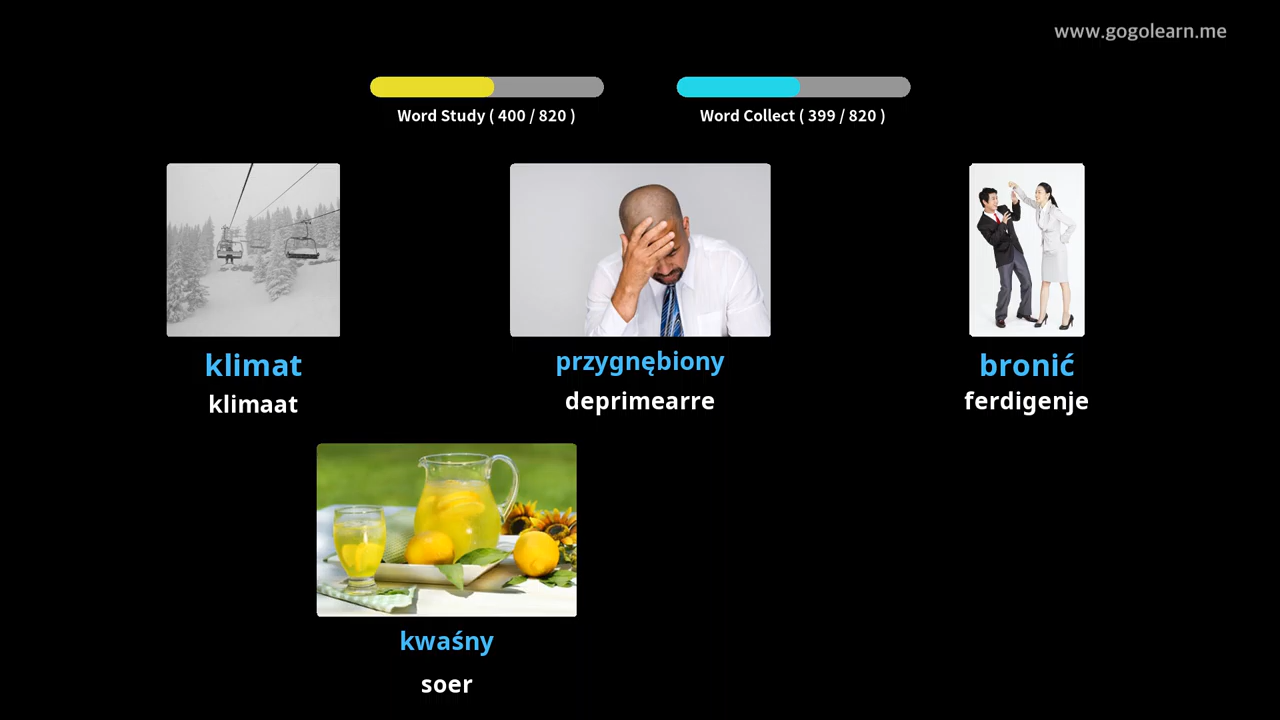 www.gogolearn.me
Word Study ( 400 / 820 )
Word Collect ( 399 / 820 )
klimat
klimaat
przygnębiony
deprimearre
bronić
ferdigenje
kwaśny
soer